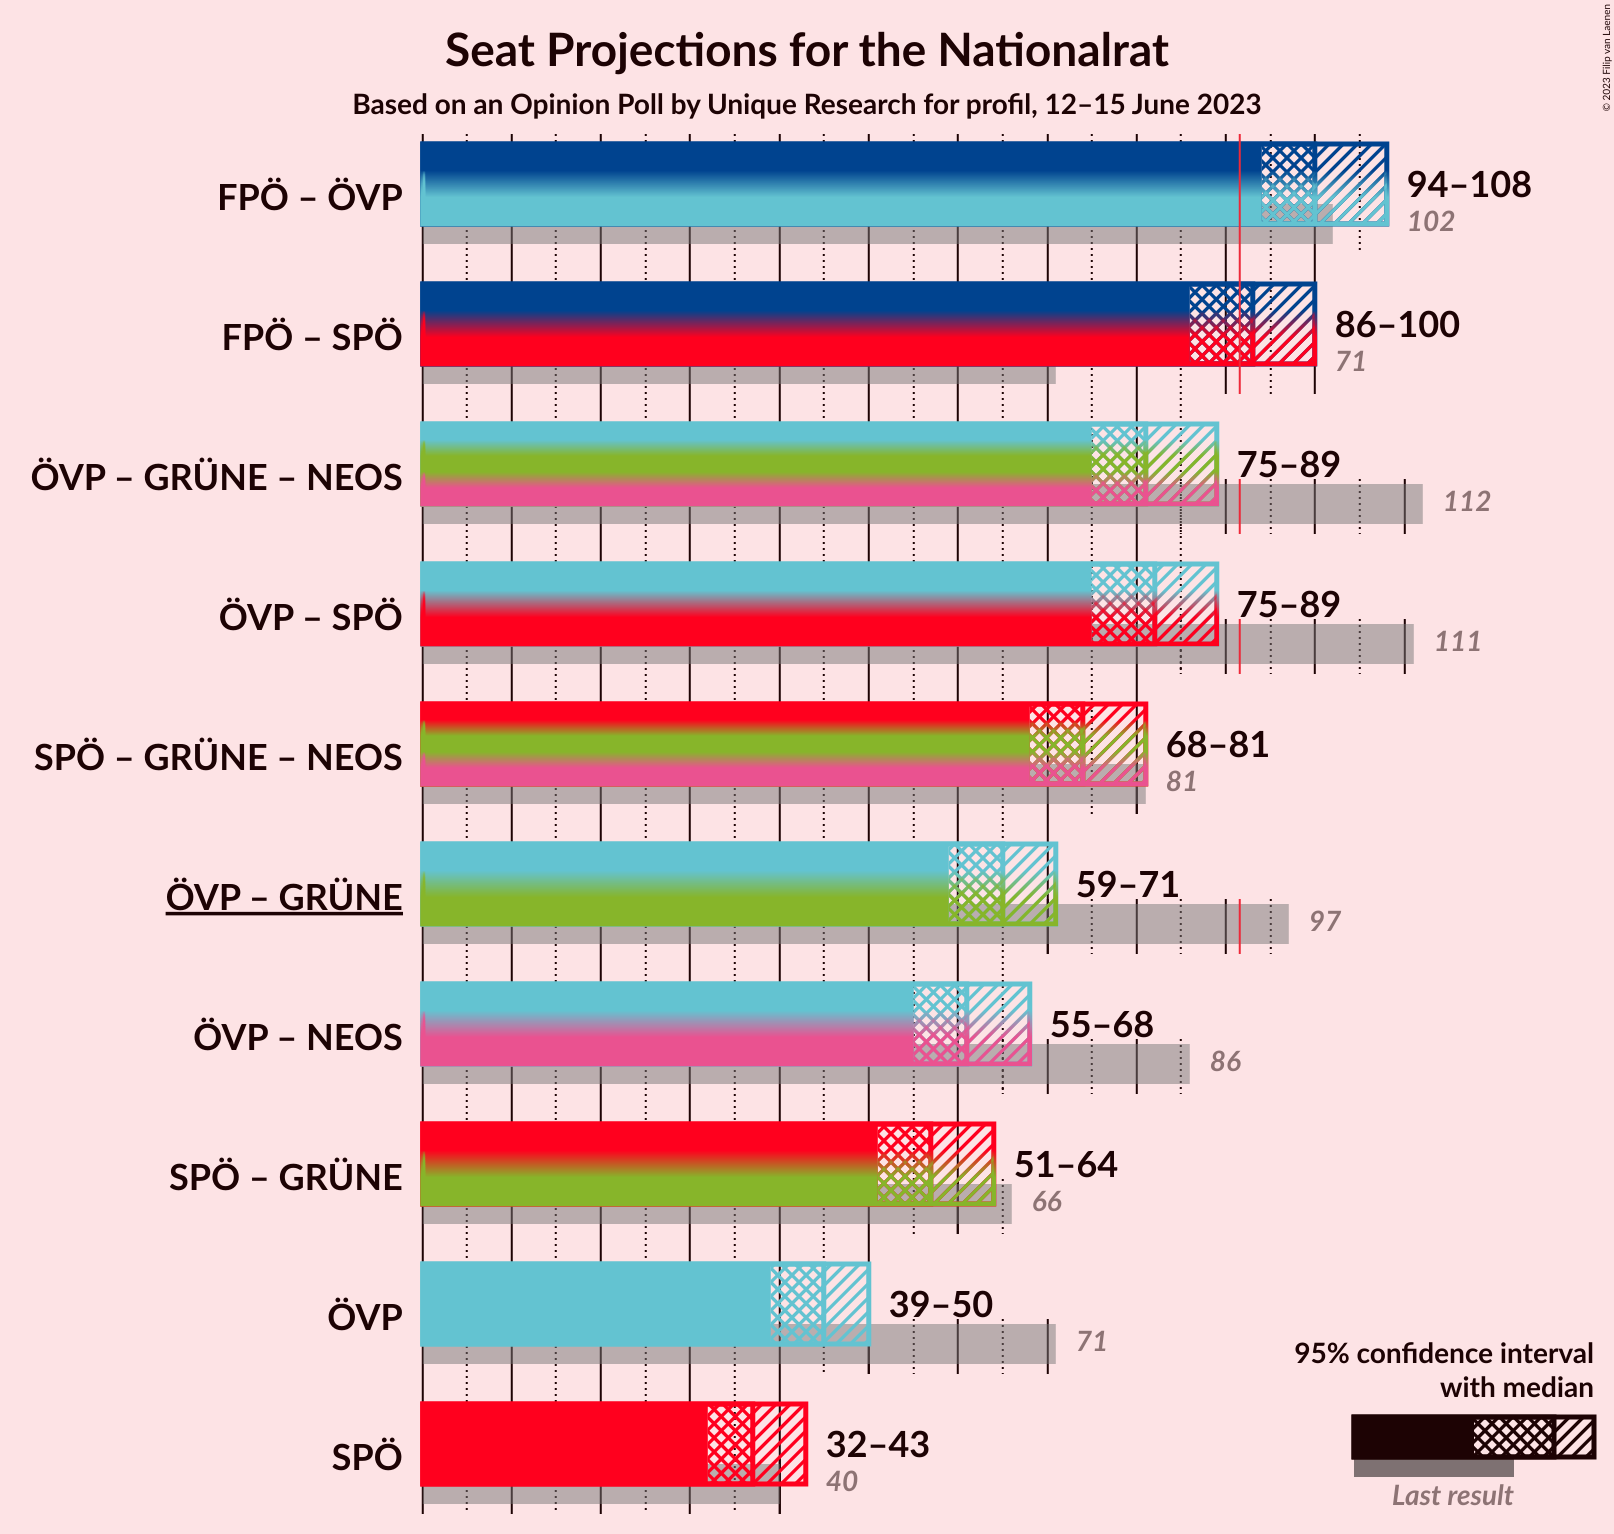 Seat Projections for the Nationalrat
Based on an Opinion Poll by Unique Research for profil, 12–15 June 2023
© 2023 Filip van Laenen
FPÖ – ÖVP
94–108
102
FPÖ – SPÖ
86–100
71
ÖVP – GRÜNE – NEOS
75–89
112
ÖVP – SPÖ
75–89
111
SPÖ – GRÜNE – NEOS
68–81
81
ÖVP – GRÜNE
59–71
97
ÖVP – NEOS
55–68
86
SPÖ – GRÜNE
51–64
66
ÖVP
39–50
71
SPÖ
32–43
40
95% confidence interval
with median
Last result